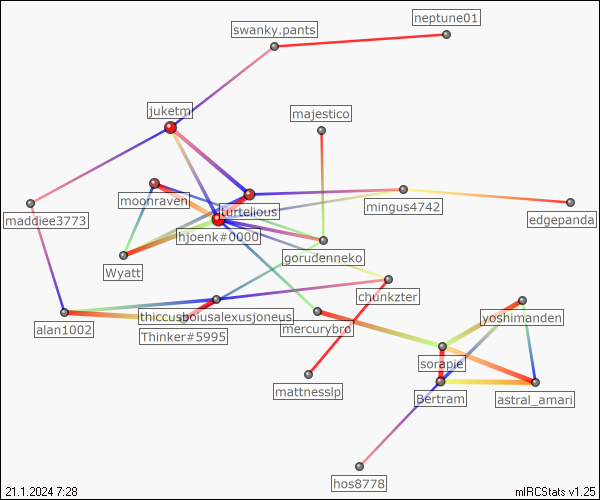 neptune01
swanky.pants
juketm
majestico
moonraven
turtelious
mingus4742
maddiee3773
edgepanda
hjoenk#0000
gorudenneko
Wyatt
chunkzter
thiccusboiusalexusjoneus
yoshimanden
alan1002
Thinker#5995
mercurybro
sorapje
mattnesslp
Bertram
astral_amari
hos8778
21.1.2024 7:28
mIRCStats v1.25